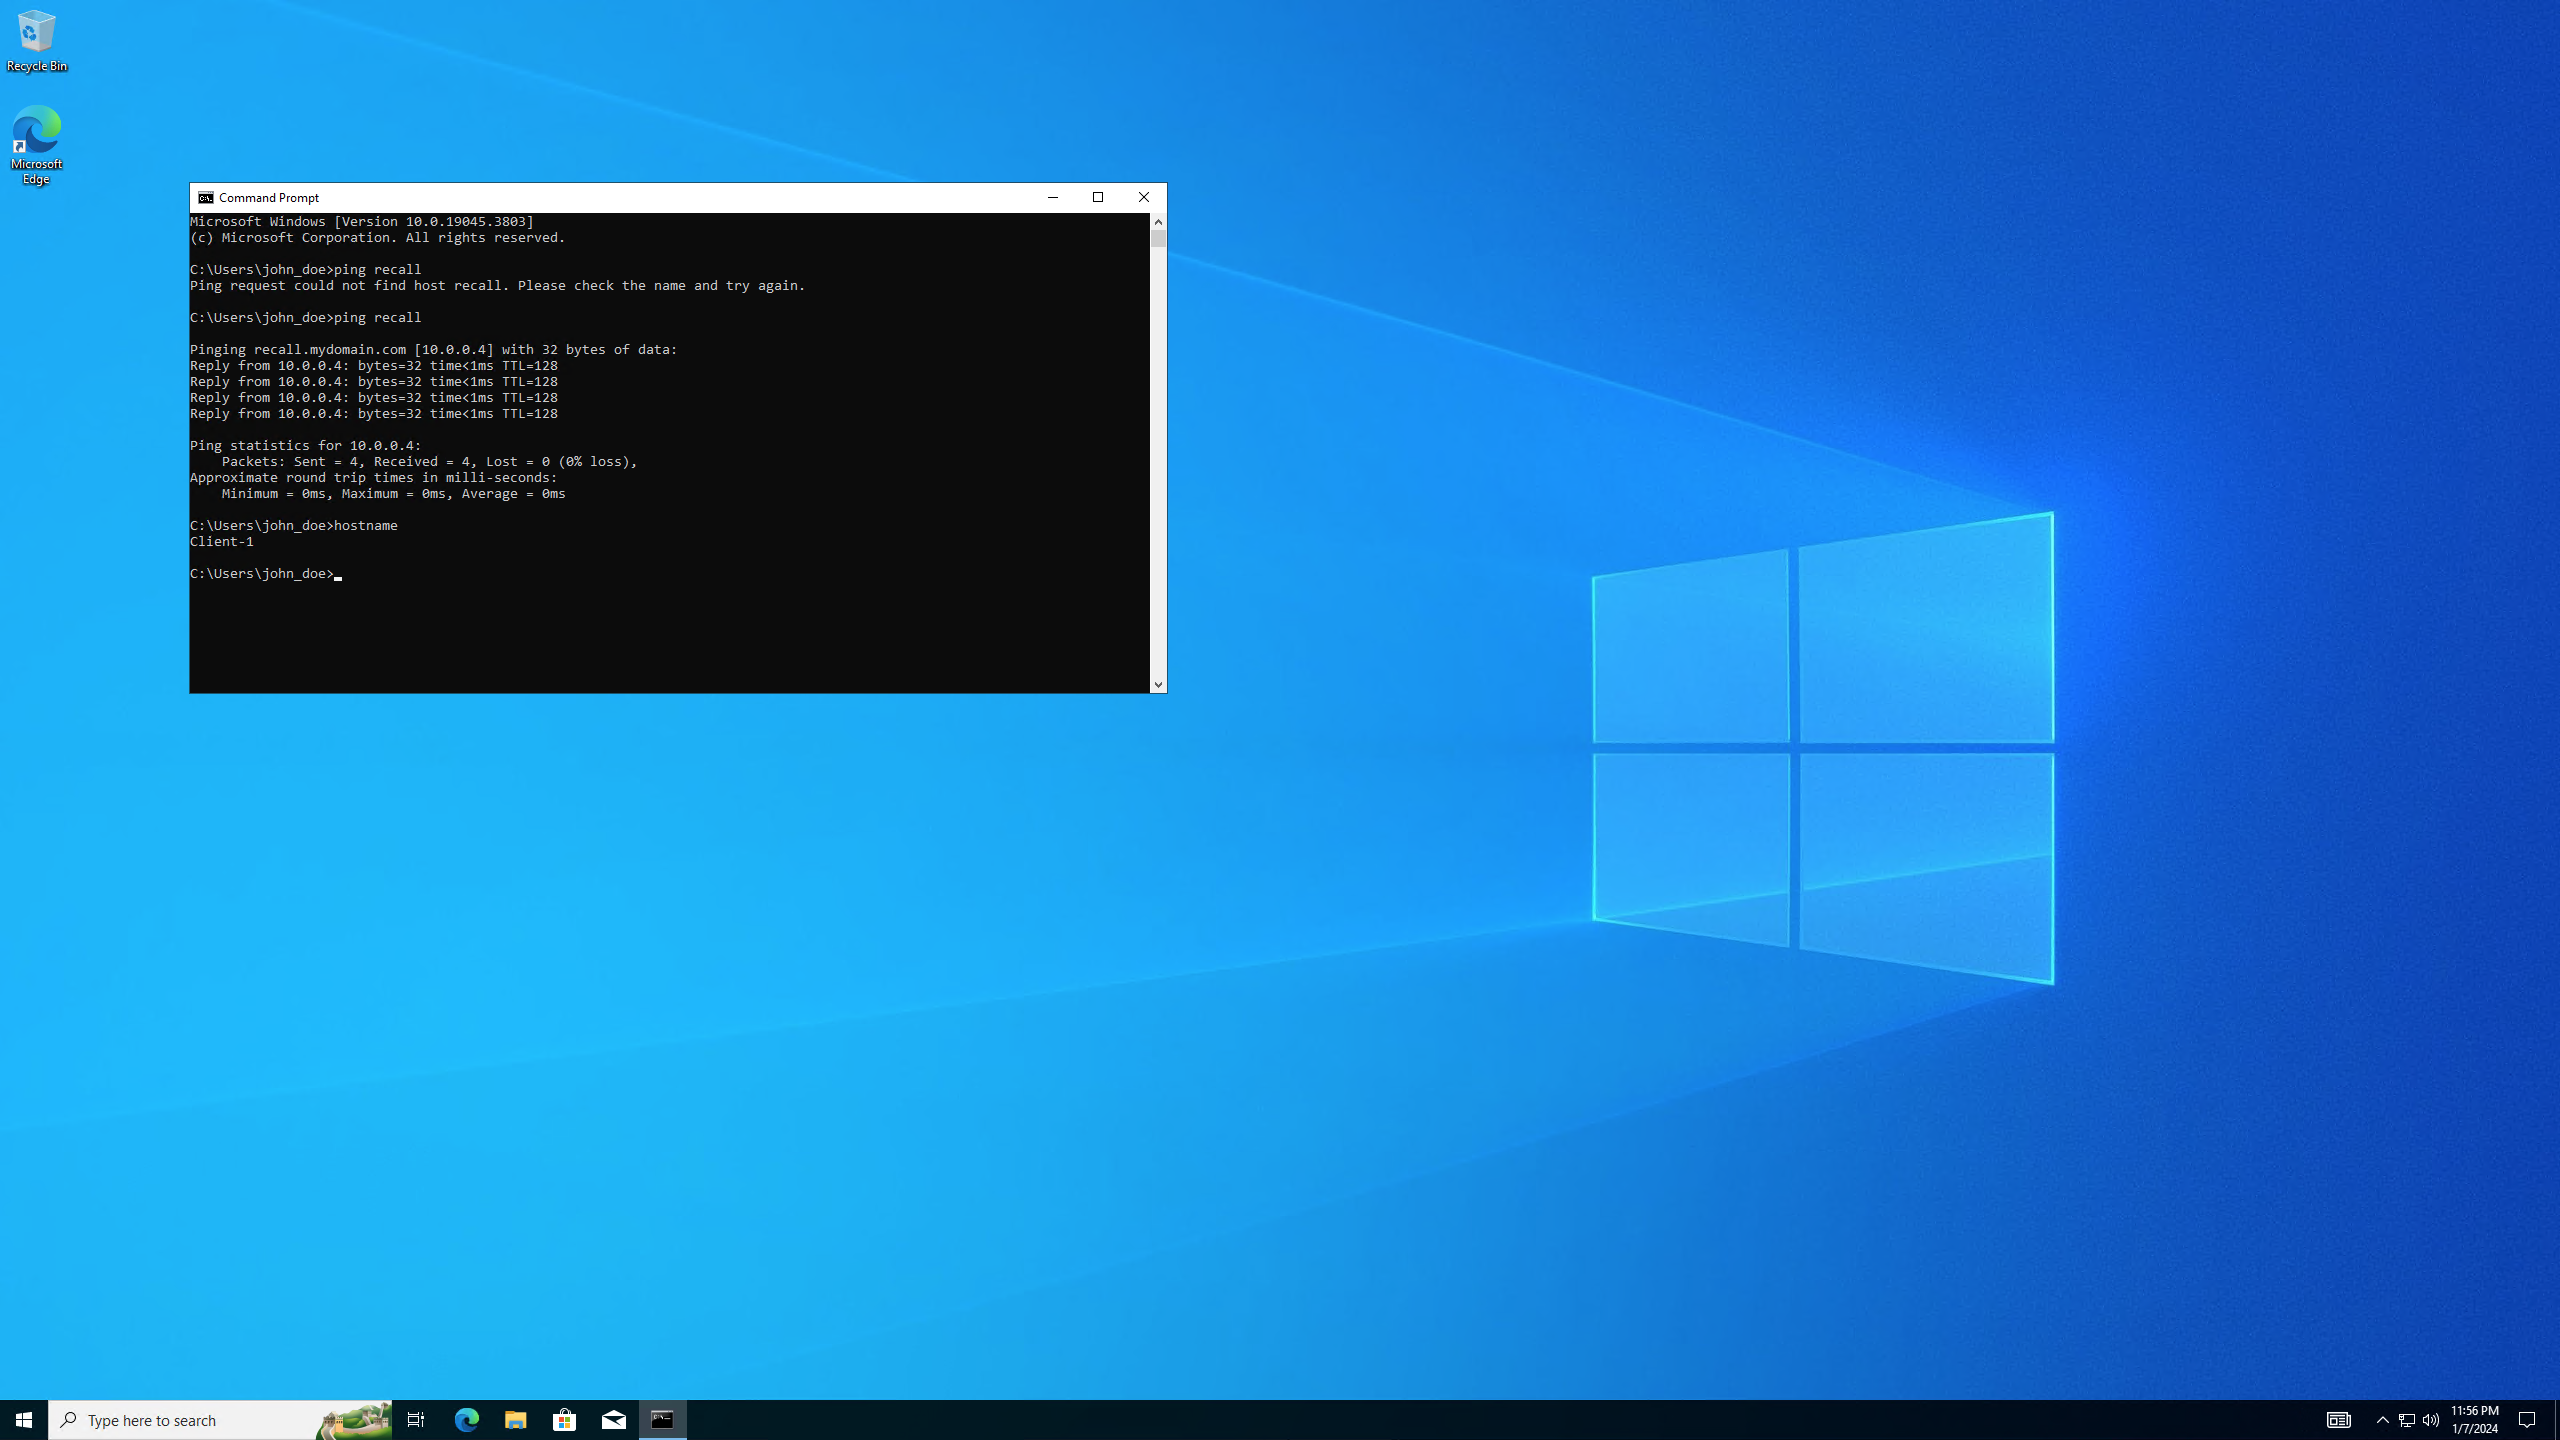 Recycle Bin
Microsoft
Edge
Command Prompt
Microsoft Windows [Version 10.0.19045.3803]
(c) Microsoft Corporation. All rights reserved.
C:\Users\john_doe>ping recall
Ping request could not find host recall. Please check the name and try again.
C:\Users\john_doe>ping recall
Pinging recall.mydomain.com [10.0.0.4] with 32 bytes of data:
Reply from 10.0.0.4: bytes=32 time<1ms TTL=128
Reply from 10.0.0.4: bytes=32 time<1ms TTL=128
Reply from 10.0.0.4: bytes=32 time<1ms TTL=128
Reply from 10.0.0.4: bytes=32 time<1ms TTL=128
Ping statistics for 10.0.0.4:
    Packets: Sent = 4, Received = 4, Lost = 0 (0% loss),
Approximate round trip times in milli-seconds:
    Minimum = 0ms, Maximum = 0ms, Average = 0ms
C:\Users\john_doe>hostname
Client-1
C:\Users\john_doe>
Type here to search
11:56 PM
1/7/2024